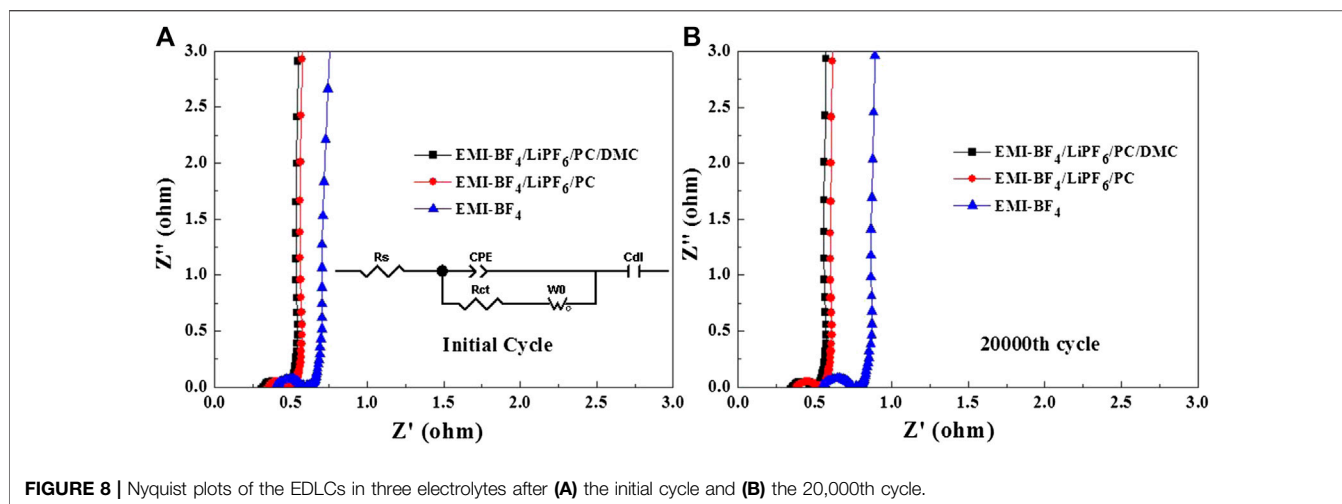 A
3.0
2.5
2.0
1.5
1.0
0.5
0.0
Z'' (ohm)
EMI-BF4/LiPF6/PC/DMC
EMI-BF4/LiPF6/PC
EMI-BF4
Rs
CPE
Cdl
Rct
W0
Initial Cycle
0.0 0.5 1.0 1.5 2.0 2.5 3.0
Z' (ohm)
B
3.0
2.5
2.0
1.5
1.0
0.5
0.0
Z'' (ohm)
EMI-BF4/LiPF6/PC/DMC
EMI-BF4/LiPF6/PC
EMI-BF4
20000th cycle
0.0 0.5 1.0 1.5 2.0 2.5 3.0
Z' (ohm)
FIGURE 8 | Nyquist plots of the EDLCs in three electrolytes after (A) the initial cycle and (B) the 20,000th cycle.